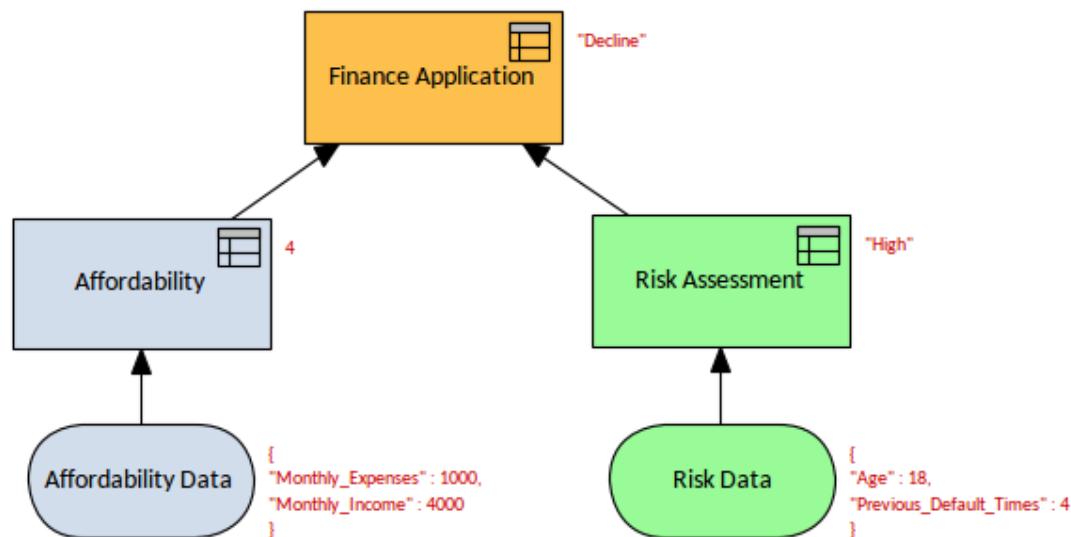 Finance Application
"Decline"
Affordability
4
Risk Assessment
"High"
Affordability Data
{
"Monthly_Expenses" : 1000,
"Monthly_Income" : 4000
}
Risk Data
{
"Age" : 18,
"Previous_Default_Times" : 4
}